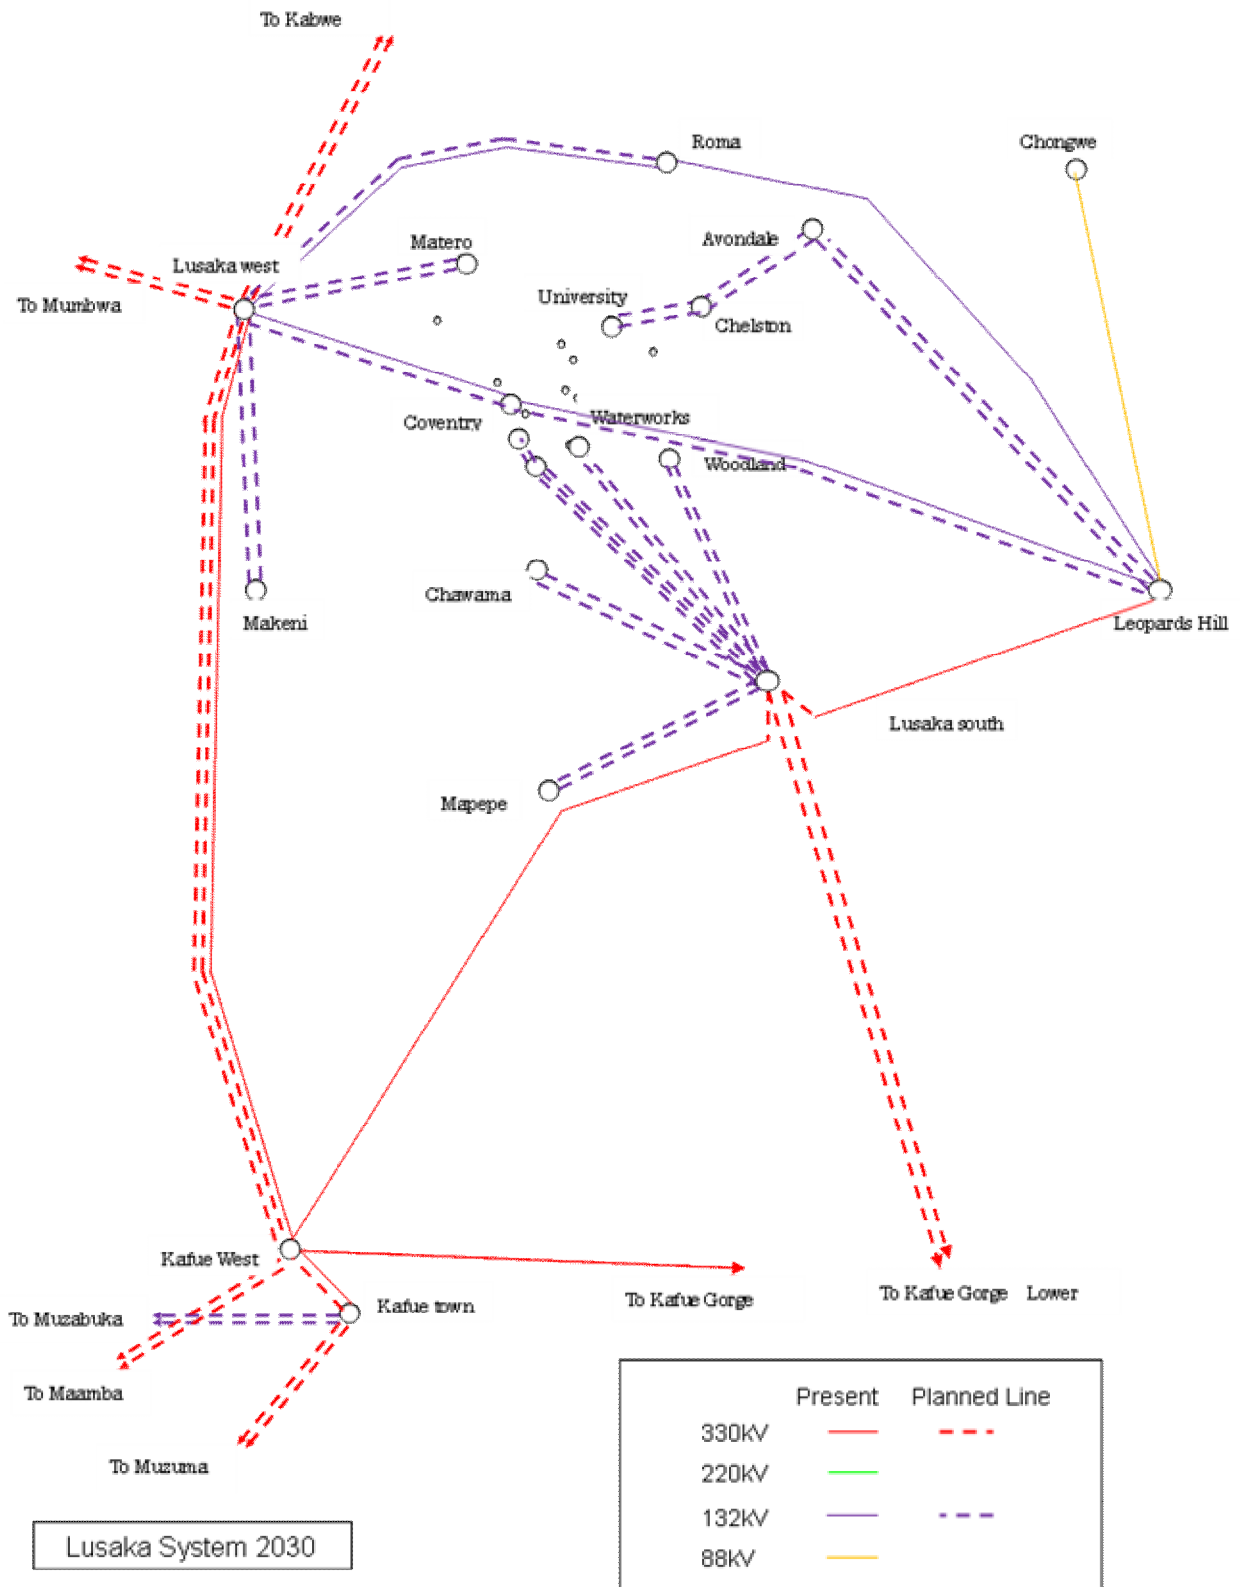 To Kabwe
Roma
Chongwe
Matero
Avondale
Lusaka west
To Mumbwa
University
Chelston
Coventry
Waterworks
Woodland
Chawama
Makeni
Leopards Hill
Lusaka south
Mapepe
Kafue West
To Kafue Gorge
To Kafue Gorge Lower
To Muzabuka
Kafue town
To Maamba
To Muzuma
Present Planned Line
330kV
220kV
132kV
88kV
Lusaka System 2030